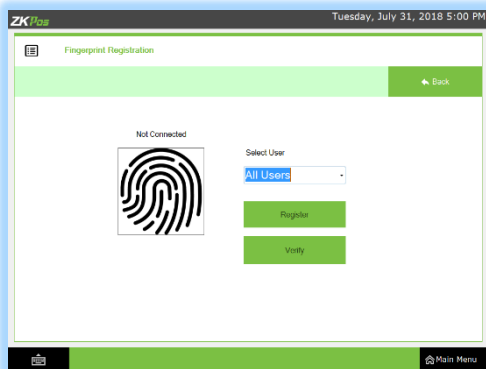 ZKPos
Tuesday, July 31, 2018 5:00 PM
Fingerprint Registration
Back
Not Connected
Select User
All Users
Register
Verify
Main Menu